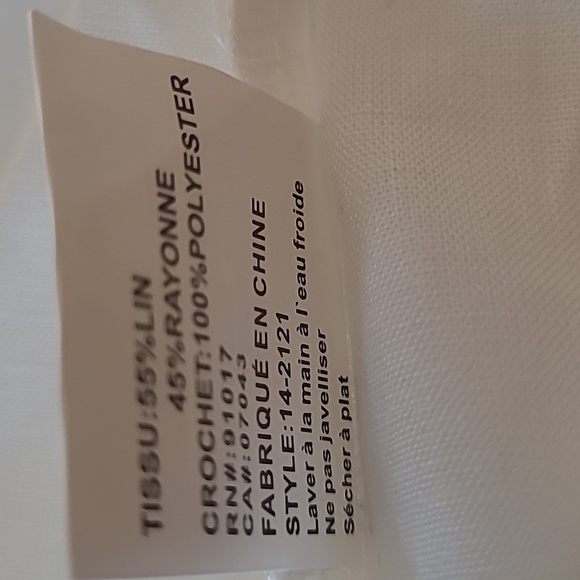 TISSU:55%LIN
45%RAYONNE
CROCHET:100%POLYESTER
RN#:91017
CA#:07043
FABRIQUÉ EN CHINE
STYLE:14-2121
Laver à la main à l`eau froide
Ne pas javelliser
Sécher à plat